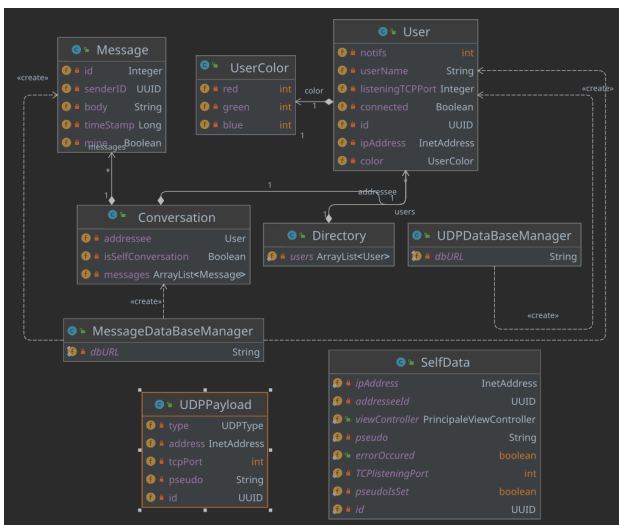 User
notifs int
userName String
listeningTCPPort Integer
connected Boolean
id UUID
ipAddress InetAddress
color UserColor
Message
id Integer
senderID UUID
body String
timeStamp Long
mine Boolean
messages
«create»
UserColor
red int
green int
blue int
color
1
1
«create»
*
1
1
addressee
1
*
users
1
Conversation
addressee User
isSelfConversation Boolean
messages ArrayList<Message>
Directory
users ArrayList<User>
UDPDataBaseManager
dbURL String
«create»
«create»
MessageDataBaseManager
dbURL String
UDPPayload
type UDPType
address InetAddress
tcpPort int
pseudo String
id UUID
SelfData
ipAddress InetAddress
addresseeId UUID
viewController PrincipaleViewController
pseudo String
errorOccured boolean
TCPlisteningPort int
pseudoIsSet boolean
id UUID